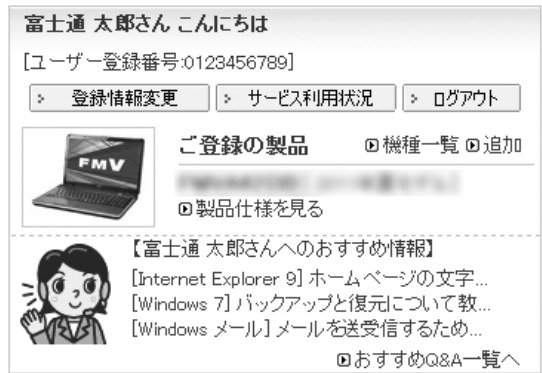 富士通 太郎さん こんにちは
[ユーザー登録番号:0123456789]
登録情報変更 サービス利用状況 ログアウト
FMV
ご登録の製品 機種一覧 追加
製品仕様を見る
【富士通 太郎さんへのおすすめ情報】
[Internet Explorer 9] ホームページの文字...
[Windows 7] バックアップと復元について教...
[Windows メール] メールを送受信するため...
おすすめQ&A一覧へ